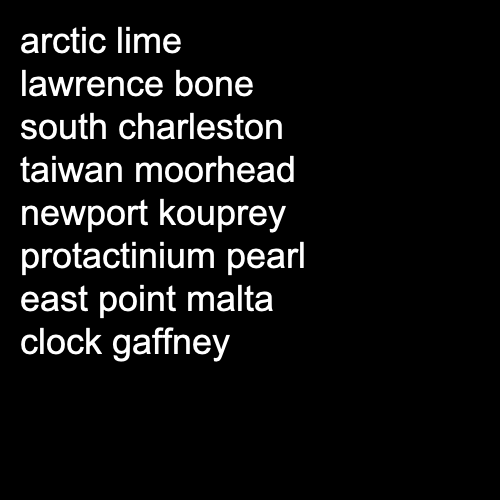 arctic lime
lawrence bone
south charleston
taiwan moorhead
newport kouprey
protactinium pearl
east point malta
clock gaffney